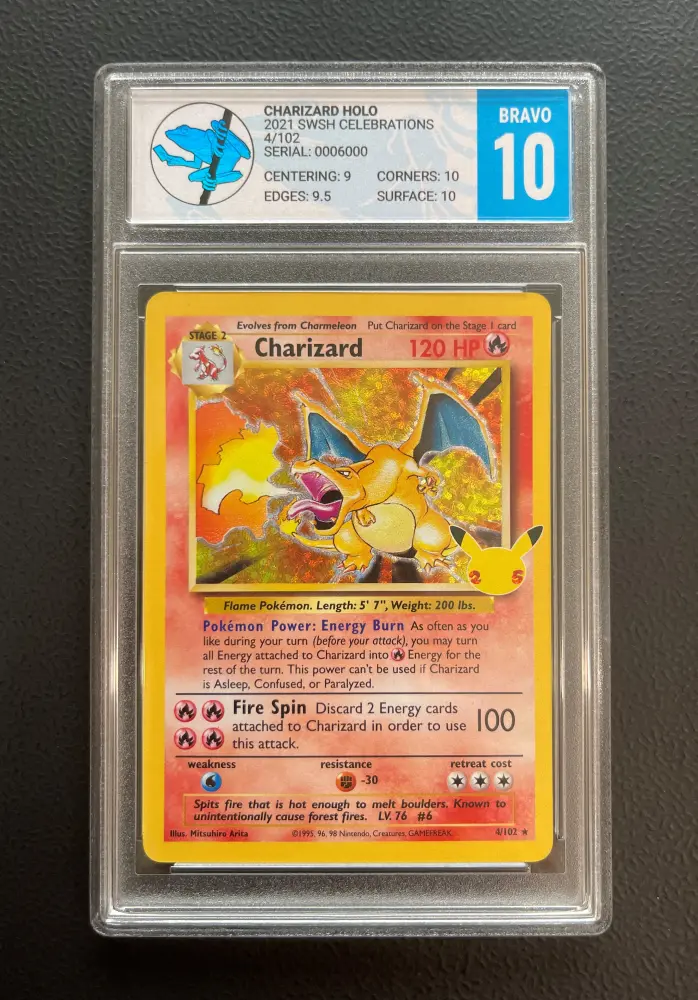 CHARIZARD HOLO
2021 SWSH CELEBRATIONS
4/102
SERIAL: 0006000
CENTERING: 9 CORNERS: 10
EDGES: 9.5 SURFACE: 10
BRAVO
10
Evolves from Charmeleon Put Charizard on the Stage 1 card
STAGE 2
Charizard 120 HP
25
Flame Pokémon. Length: 5' 7", Weight: 200 lbs.
Pokémon Power: Energy Burn As often as you
like during your turn (before your attack), you may turn
all Energy attached to Charizard into Energy for the
rest of the turn. This power can't be used if Charizard
is Asleep, Confused, or Paralyzed.
Fire Spin Discard 2 Energy cards
attached to Charizard in order to use 100
this attack.
weakness resistance retreat cost
-30
Spits fire that is hot enough to melt boulders. Known to
unintentionally cause forest fires. LV. 76 #6
Illus. Mitsuhiro Arita ©1995, 96, 98 Nintendo, Creatures, GAMEFREAK. 4/102 ★